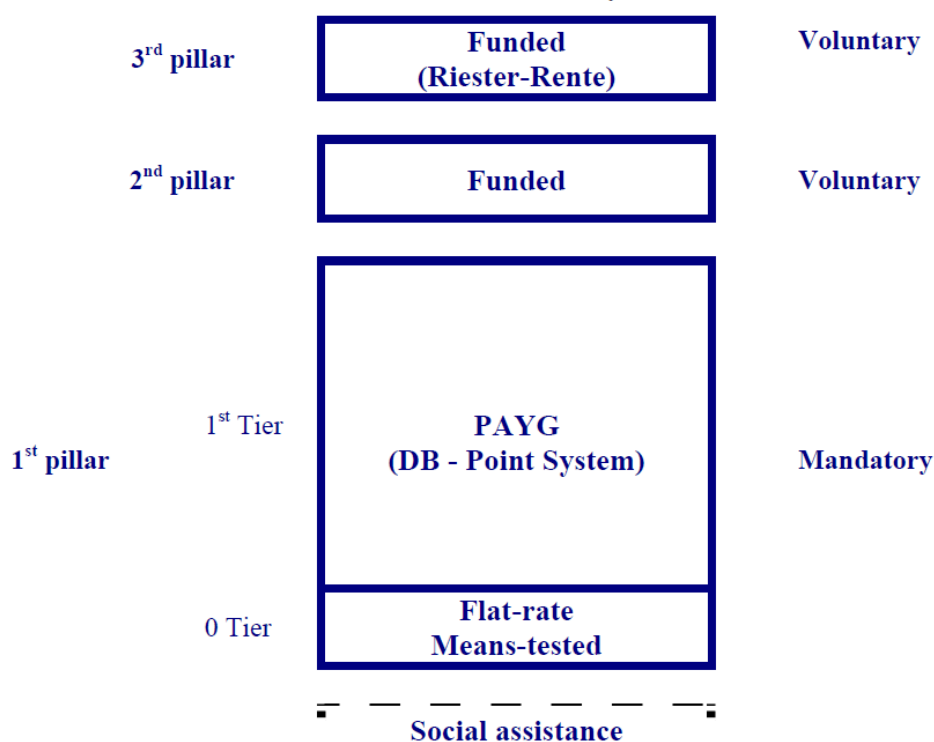 3rd pillar
Funded
(Riester-Rente)
Voluntary
2nd pillar
Funded
Voluntary
1st pillar
1st Tier
PAYG
(DB - Point System)
Mandatory
0 Tier
Flat-rate
Means-tested
Social assistance